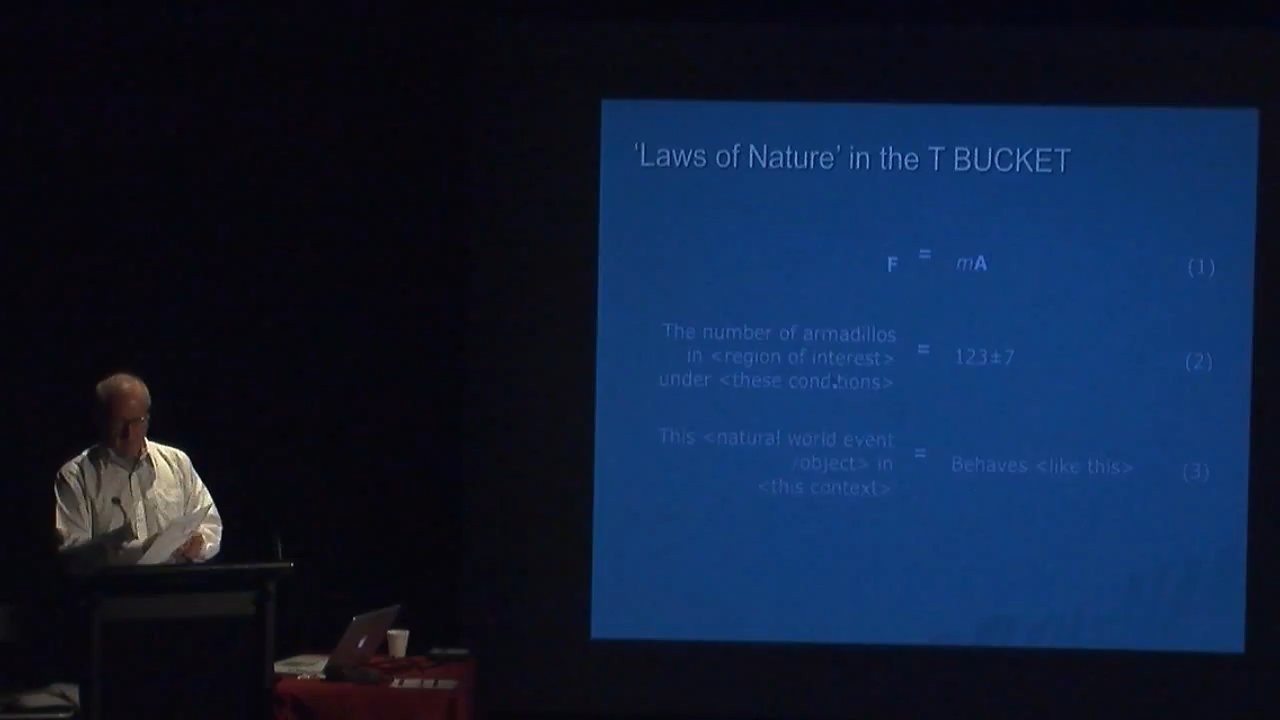 'Laws of Nature' in the T BUCKET
F = mA (1)
The number of armadillos
in <region of interest> = 123±7 (2)
under <these conditions>
This <natural world event
/object> in = Behaves <like this> (3)
<this context>